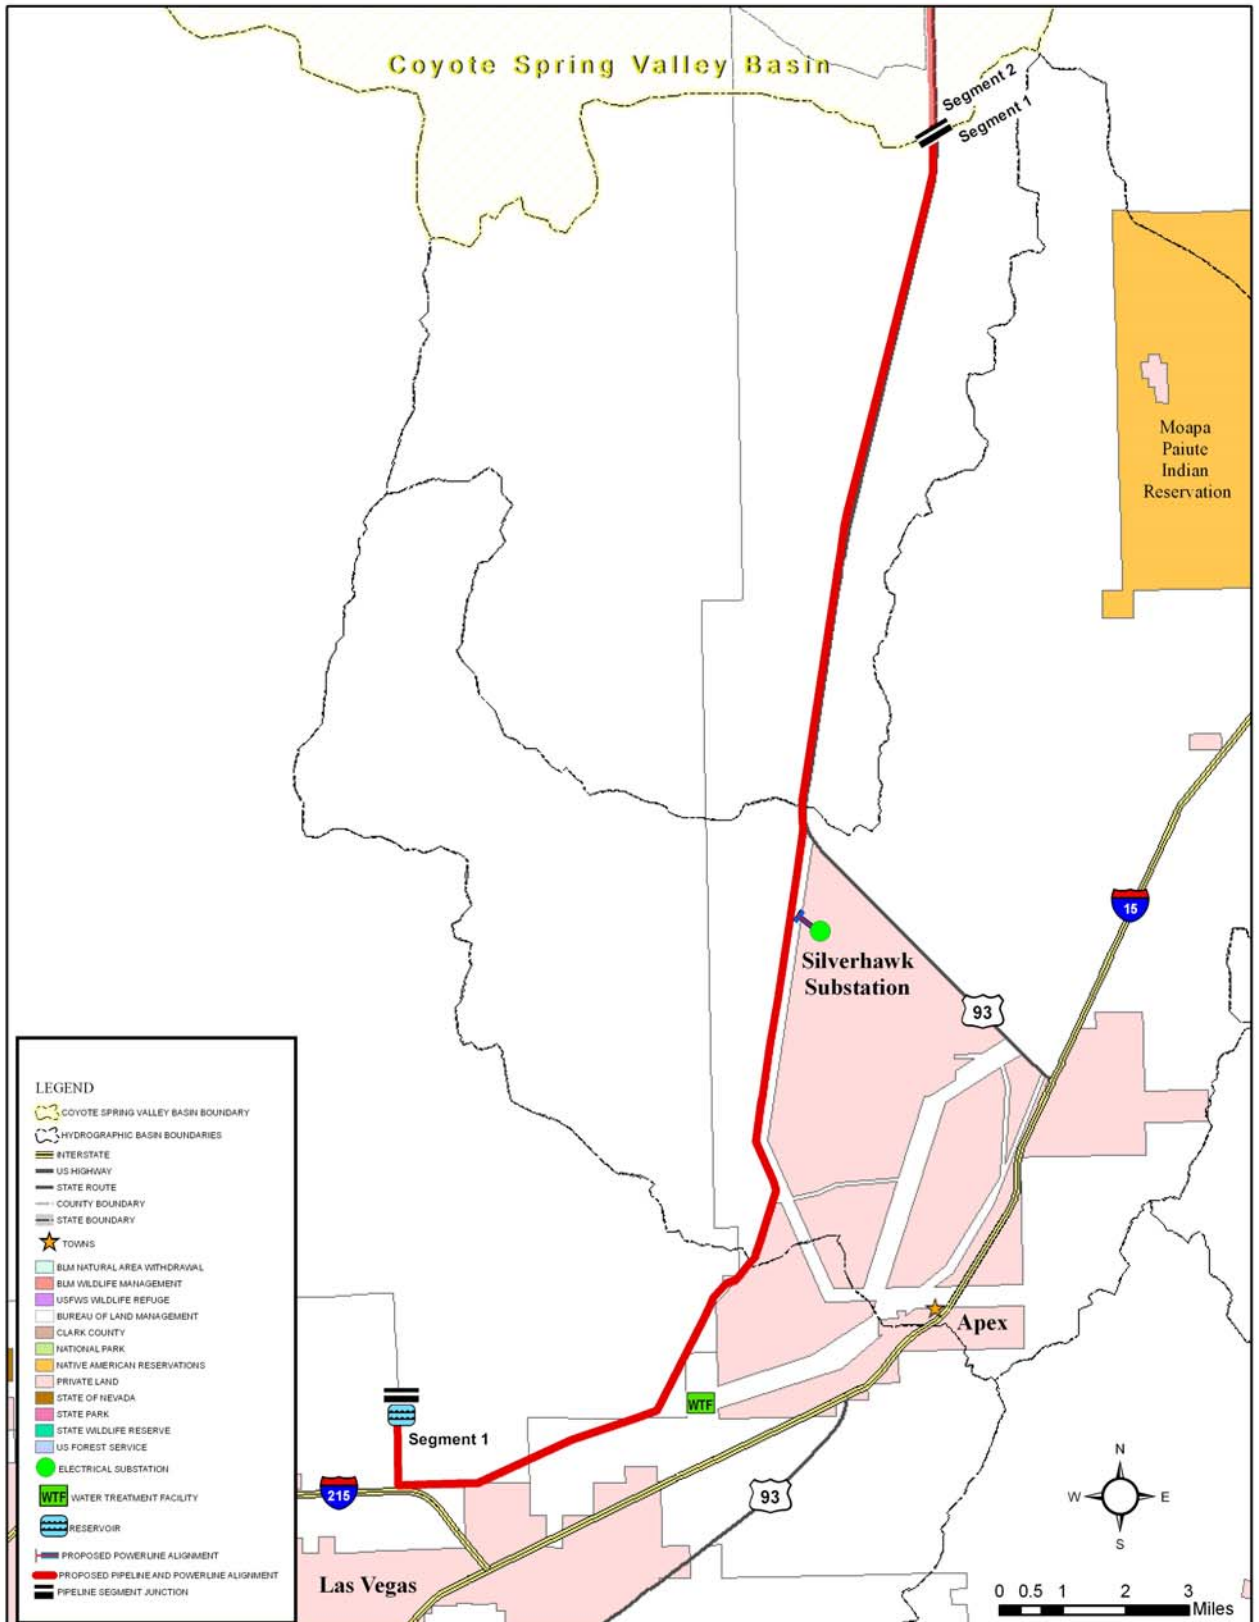 Coyote Spring Valley Basin
Segment 2
Segment 1
Moapa
Paiute
Indian
Reservation
15
Silverhawk
Substation
93
Apex
WTF
Segment 1
215
93
Las Vegas
LEGEND
COYOTE SPRING VALLEY BASIN BOUNDARY
HYDROGRAPHIC BASIN BOUNDARIES
INTERSTATE
US HIGHWAY
STATE ROUTE
COUNTY BOUNDARY
STATE BOUNDARY
TOWNS
BLM NATURAL AREA WITHDRAWAL
BLM WILDLIFE MANAGEMENT
USFWS WILDLIFE REFUGE
BUREAU OF LAND MANAGEMENT
CLARK COUNTY
NATIONAL PARK
NATIVE AMERICAN RESERVATIONS
PRIVATE LAND
STATE OF NEVADA
STATE PARK
STATE WILDLIFE RESERVE
US FOREST SERVICE
ELECTRICAL SUBSTATION
WTF WATER TREATMENT FACILITY
RESERVOIR
PROPOSED POWERLINE ALIGNMENT
PROPOSED PIPELINE AND POWERLINE ALIGNMENT
PIPELINE SEGMENT JUNCTION
N
W E
S
0 0.5 1 2 3
Miles